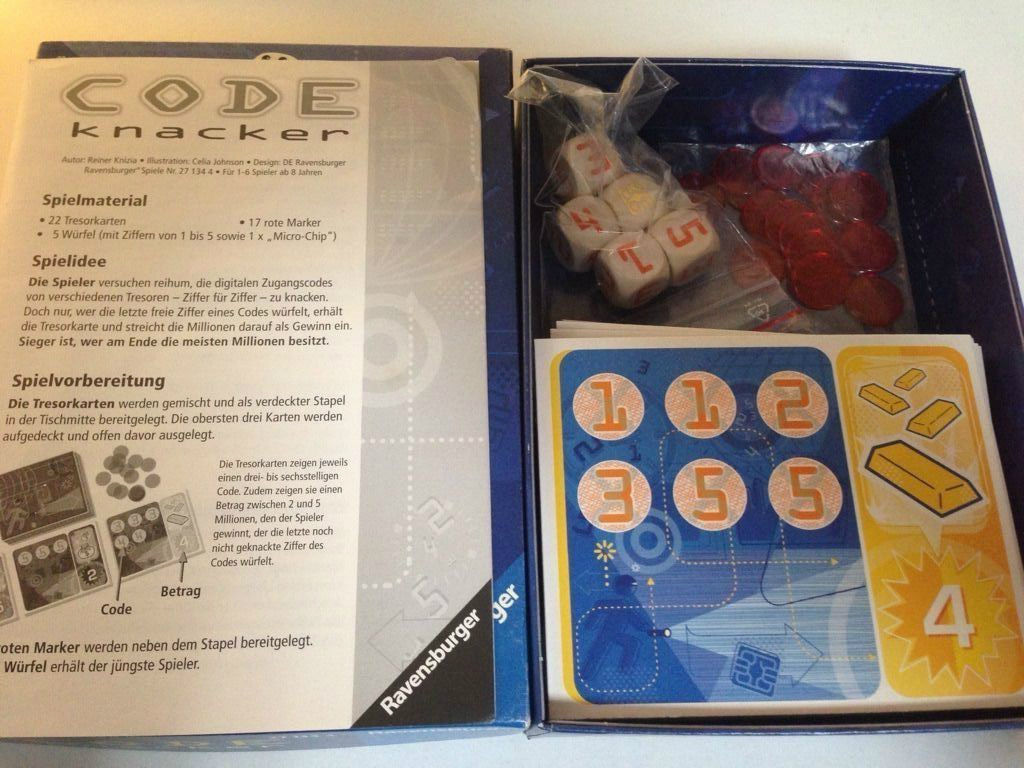 CODE
knacker
Autor: Reiner Knizia • Illustration: Celia Johnson • Design: DE Ravensburger
Ravensburger® Spiele Nr. 27 134 4 • Für 1-6 Spieler ab 8 Jahren
Spielmaterial
• 22 Tresorkarten • 17 rote Marker
• 5 Würfel (mit Ziffern von 1 bis 5 sowie 1 x „Micro-Chip")
Spielidee
Die Spieler versuchen reihum, die digitalen Zugangscodes
von verschiedenen Tresoren – Ziffer für Ziffer – zu knacken.
Doch nur, wer die letzte freie Ziffer eines Codes würfelt, erhält
die Tresorkarte und streicht die Millionen darauf als Gewinn ein.
Sieger ist, wer am Ende die meisten Millionen besitzt.
Spielvorbereitung
Die Tresorkarten werden gemischt und als verdeckter Stapel
in der Tischmitte bereitgelegt. Die obersten drei Karten werden
aufgedeckt und offen davor ausgelegt.
Die Tresorkarten zeigen jeweils
einen drei- bis sechsstelligen
Code. Zudem zeigen sie einen
Betrag zwischen 2 und 5
Millionen, den der Spieler
gewinnt, der die letzte noch
nicht geknackte Ziffer des
Codes würfelt.
Betrag
Code
oten Marker werden neben dem Stapel bereitgelegt.
Würfel erhält der jüngste Spieler.
Ravensburger
ger
3
5
1
1 1 2
3 5 5
4